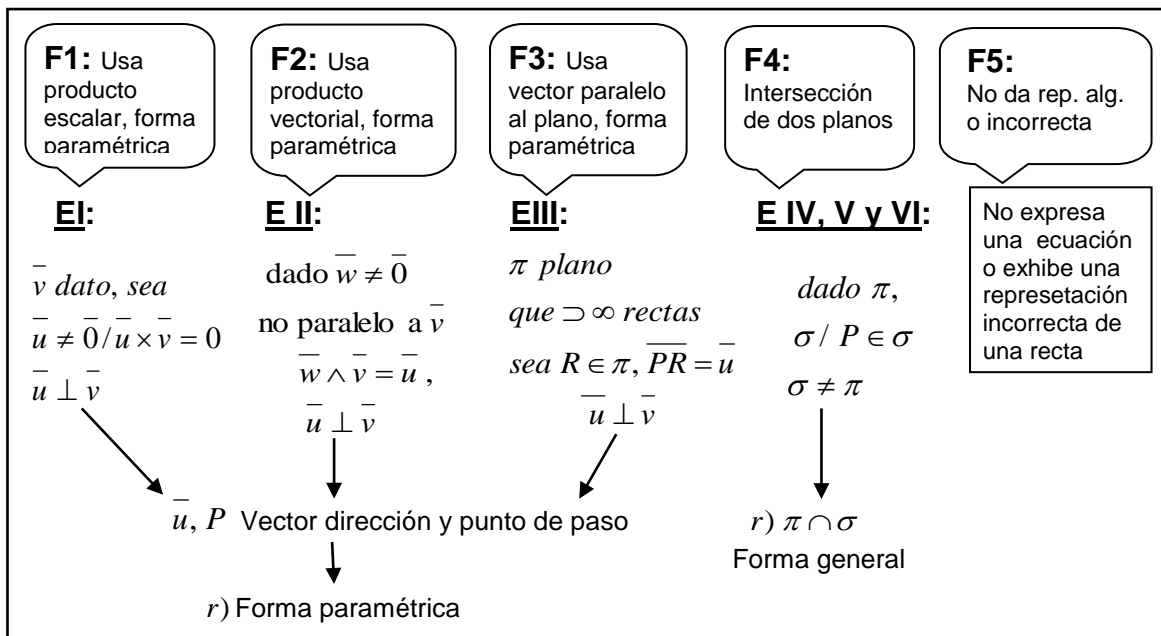 F1: Usa
producto
escalar, forma
paramétrica
F2: Usa
producto
vectorial, forma
paramétrica
F3: Usa
vector paralelo
al plano, forma
paramétrica
F4:
Intersección
de dos planos
F5:
No da rep. alg.
o incorrecta
EI:
v̅ dato, sea
u̅ ≠ 0̅ / u̅ × v̅ = 0
u̅ ⊥ v̅
E II:
dado w̅ ≠ 0̅
no paralelo a v̅
w̅ ∧ v̅ = u̅ ,
u̅ ⊥ v̅
EIII:
π plano
que ⊃ ∞ rectas
sea R ∈ π, P̅R̅ = u̅
u̅ ⊥ v̅
E IV, V y VI:
dado π,
σ / P ∈ σ
σ ≠ π
No expresa
una ecuación
o exhibe una
represetación
incorrecta de
una recta
u̅, P Vector dirección y punto de paso
r) Forma paramétrica
r) π ∩ σ
Forma general